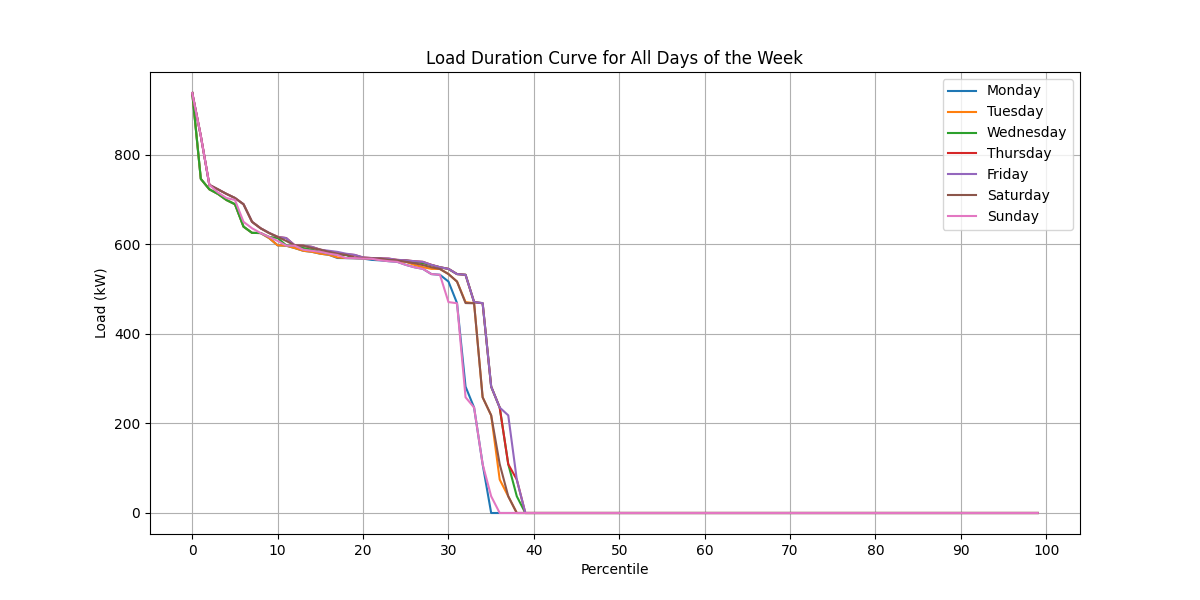 Load Duration Curve for All Days of the Week
Load (kW)
800
600
400
200
0
0 10 20 30 40 50 60 70 80 90 100
Percentile
Monday
Tuesday
Wednesday
Thursday
Friday
Saturday
Sunday